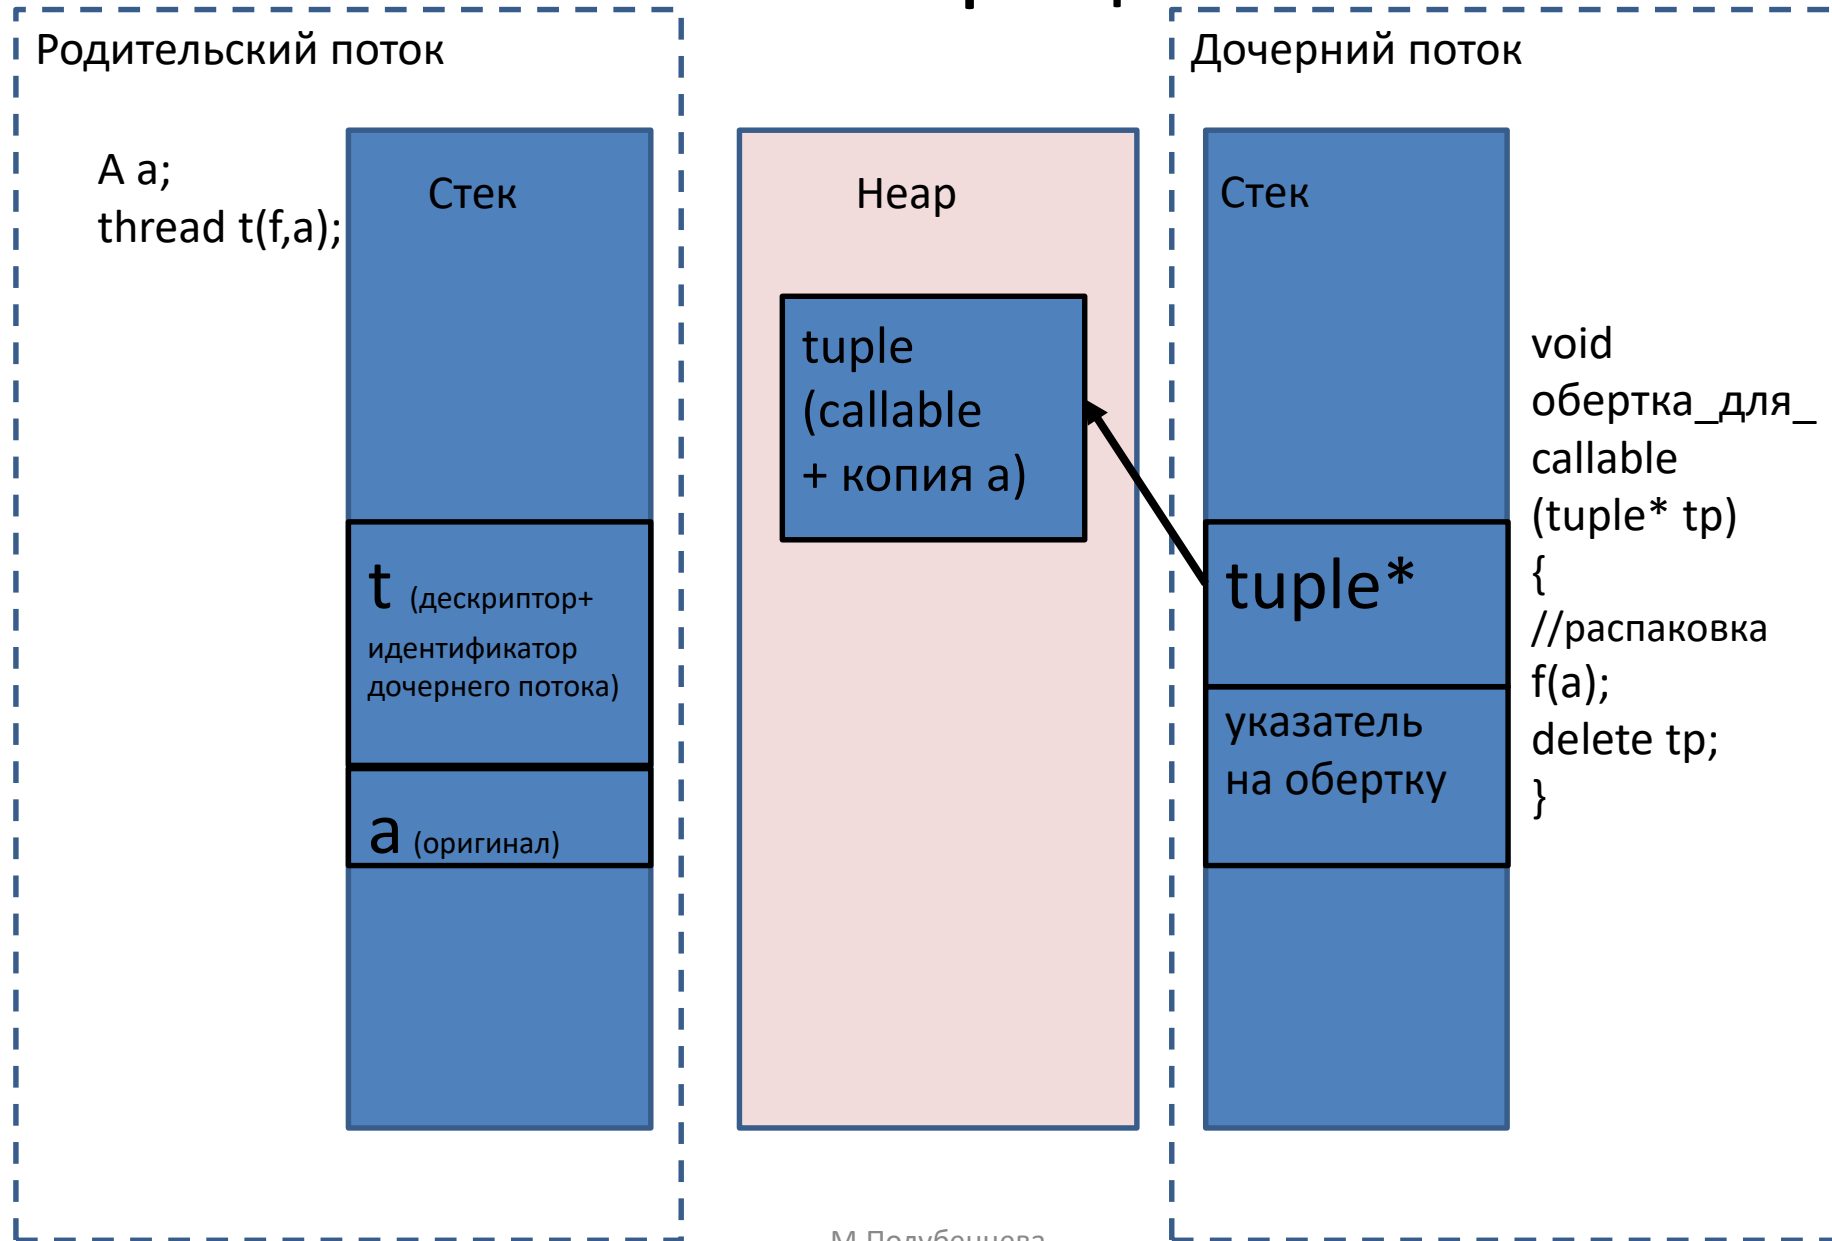 Родительский поток
A a;
thread t(f,a);
Стек
t (дескриптор+
идентификатор
дочернего потока)
a (оригинал)
Heap
tuple
(callable
+ копия a)
Дочерний поток
Стек
tuple*
указатель
на обертку
void
обертка_для_
callable
(tuple* tp)
{
//распаковка
f(a);
delete tp;
}